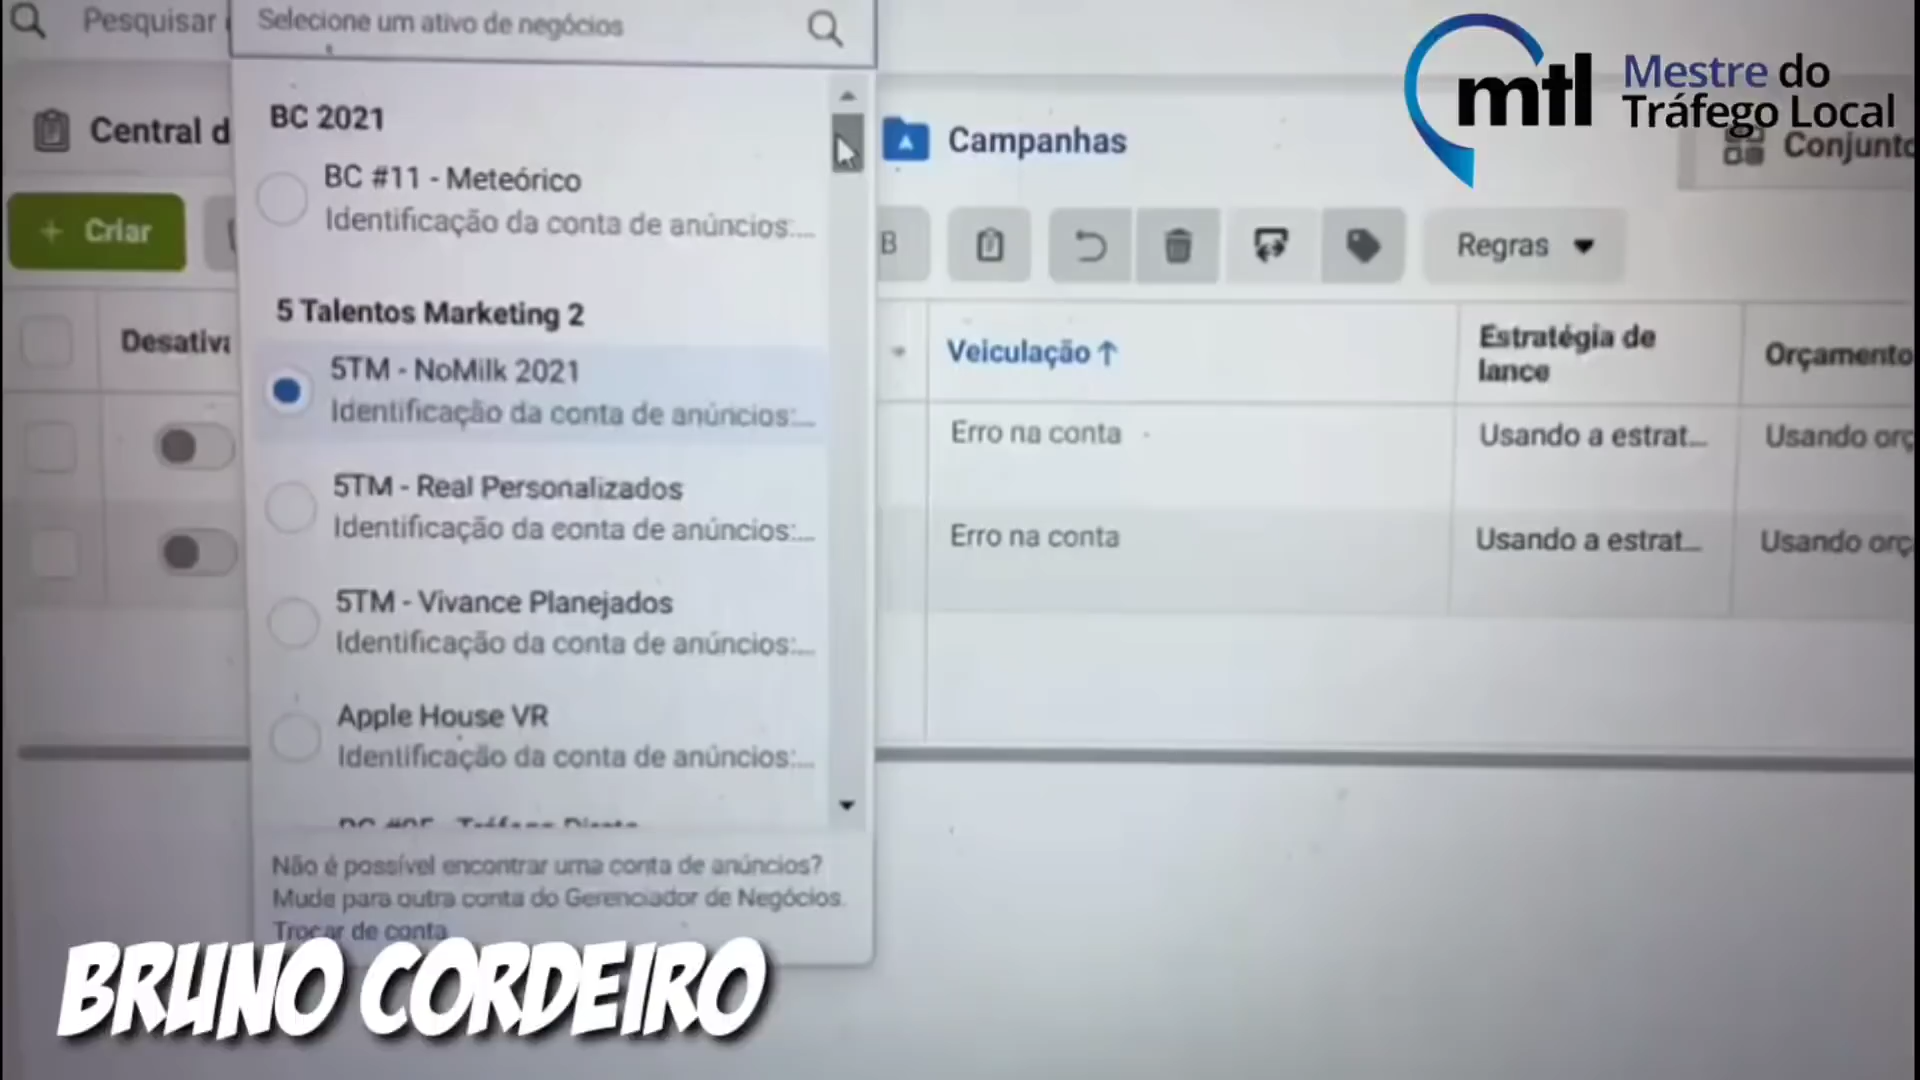 Pesquisar
Selecione um ativo de negócios
mtl
Mestre do
Tráfego Local
Central d
BC 2021
Campanhas
Conjunto
BC #11 - Meteórico
Identificação da conta de anúncios:...
+ Criar
B
Regras
5 Talentos Marketing 2
Desativa
Veiculação ↑
Estratégia de
lance
Orçamento
5TM - NoMilk 2021
Identificação da conta de anúncios:...
Erro na conta
Usando a estrat...
Usando orç
5TM - Real Personalizados
Identificação da conta de anúncios:...
Erro na conta
Usando a estrat...
Usando orç
5TM - Vivance Planejados
Identificação da conta de anúncios:...
Apple House VR
Identificação da conta de anúncios:...
Não é possível encontrar uma conta de anúncios?
Mude para outra conta do Gerenciador de Negócios.
Trocar de conta
BRUNO CORDEIRO